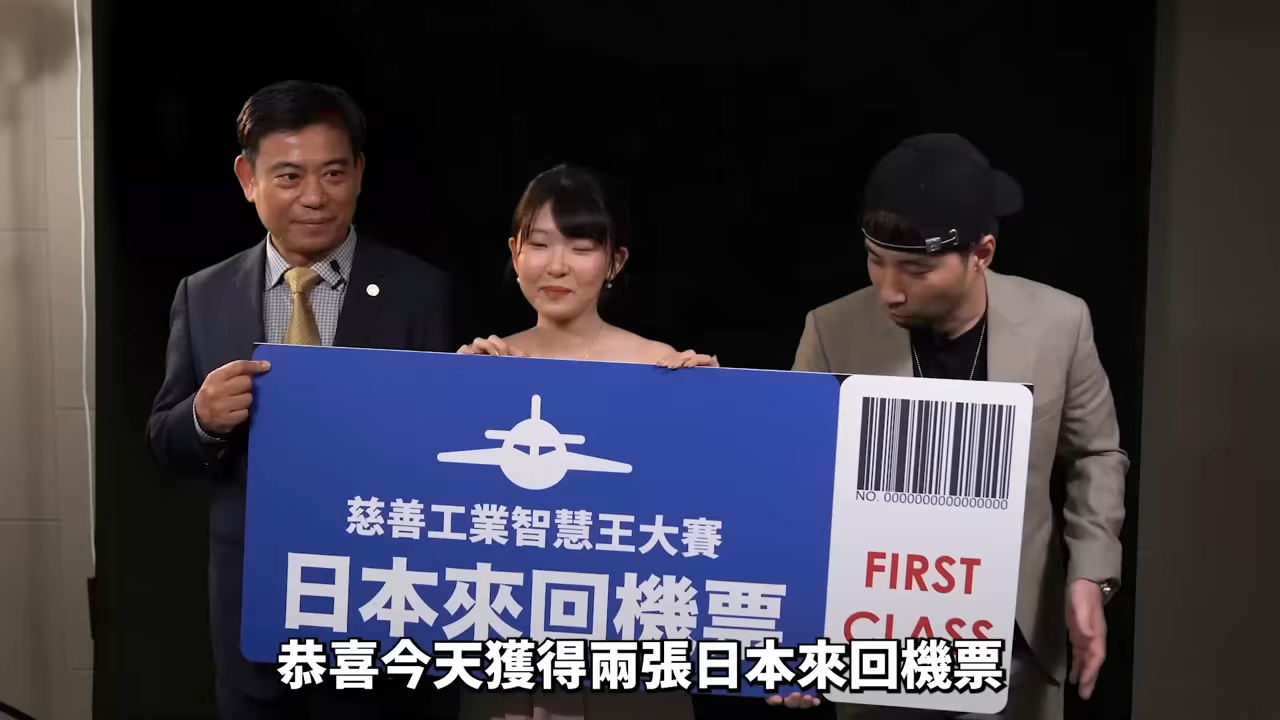 慈善工業智慧王大賽
日本來回機票
NO. 0000000000000000
FIRST
CLASS
恭喜今天獲得兩張日本來回機票